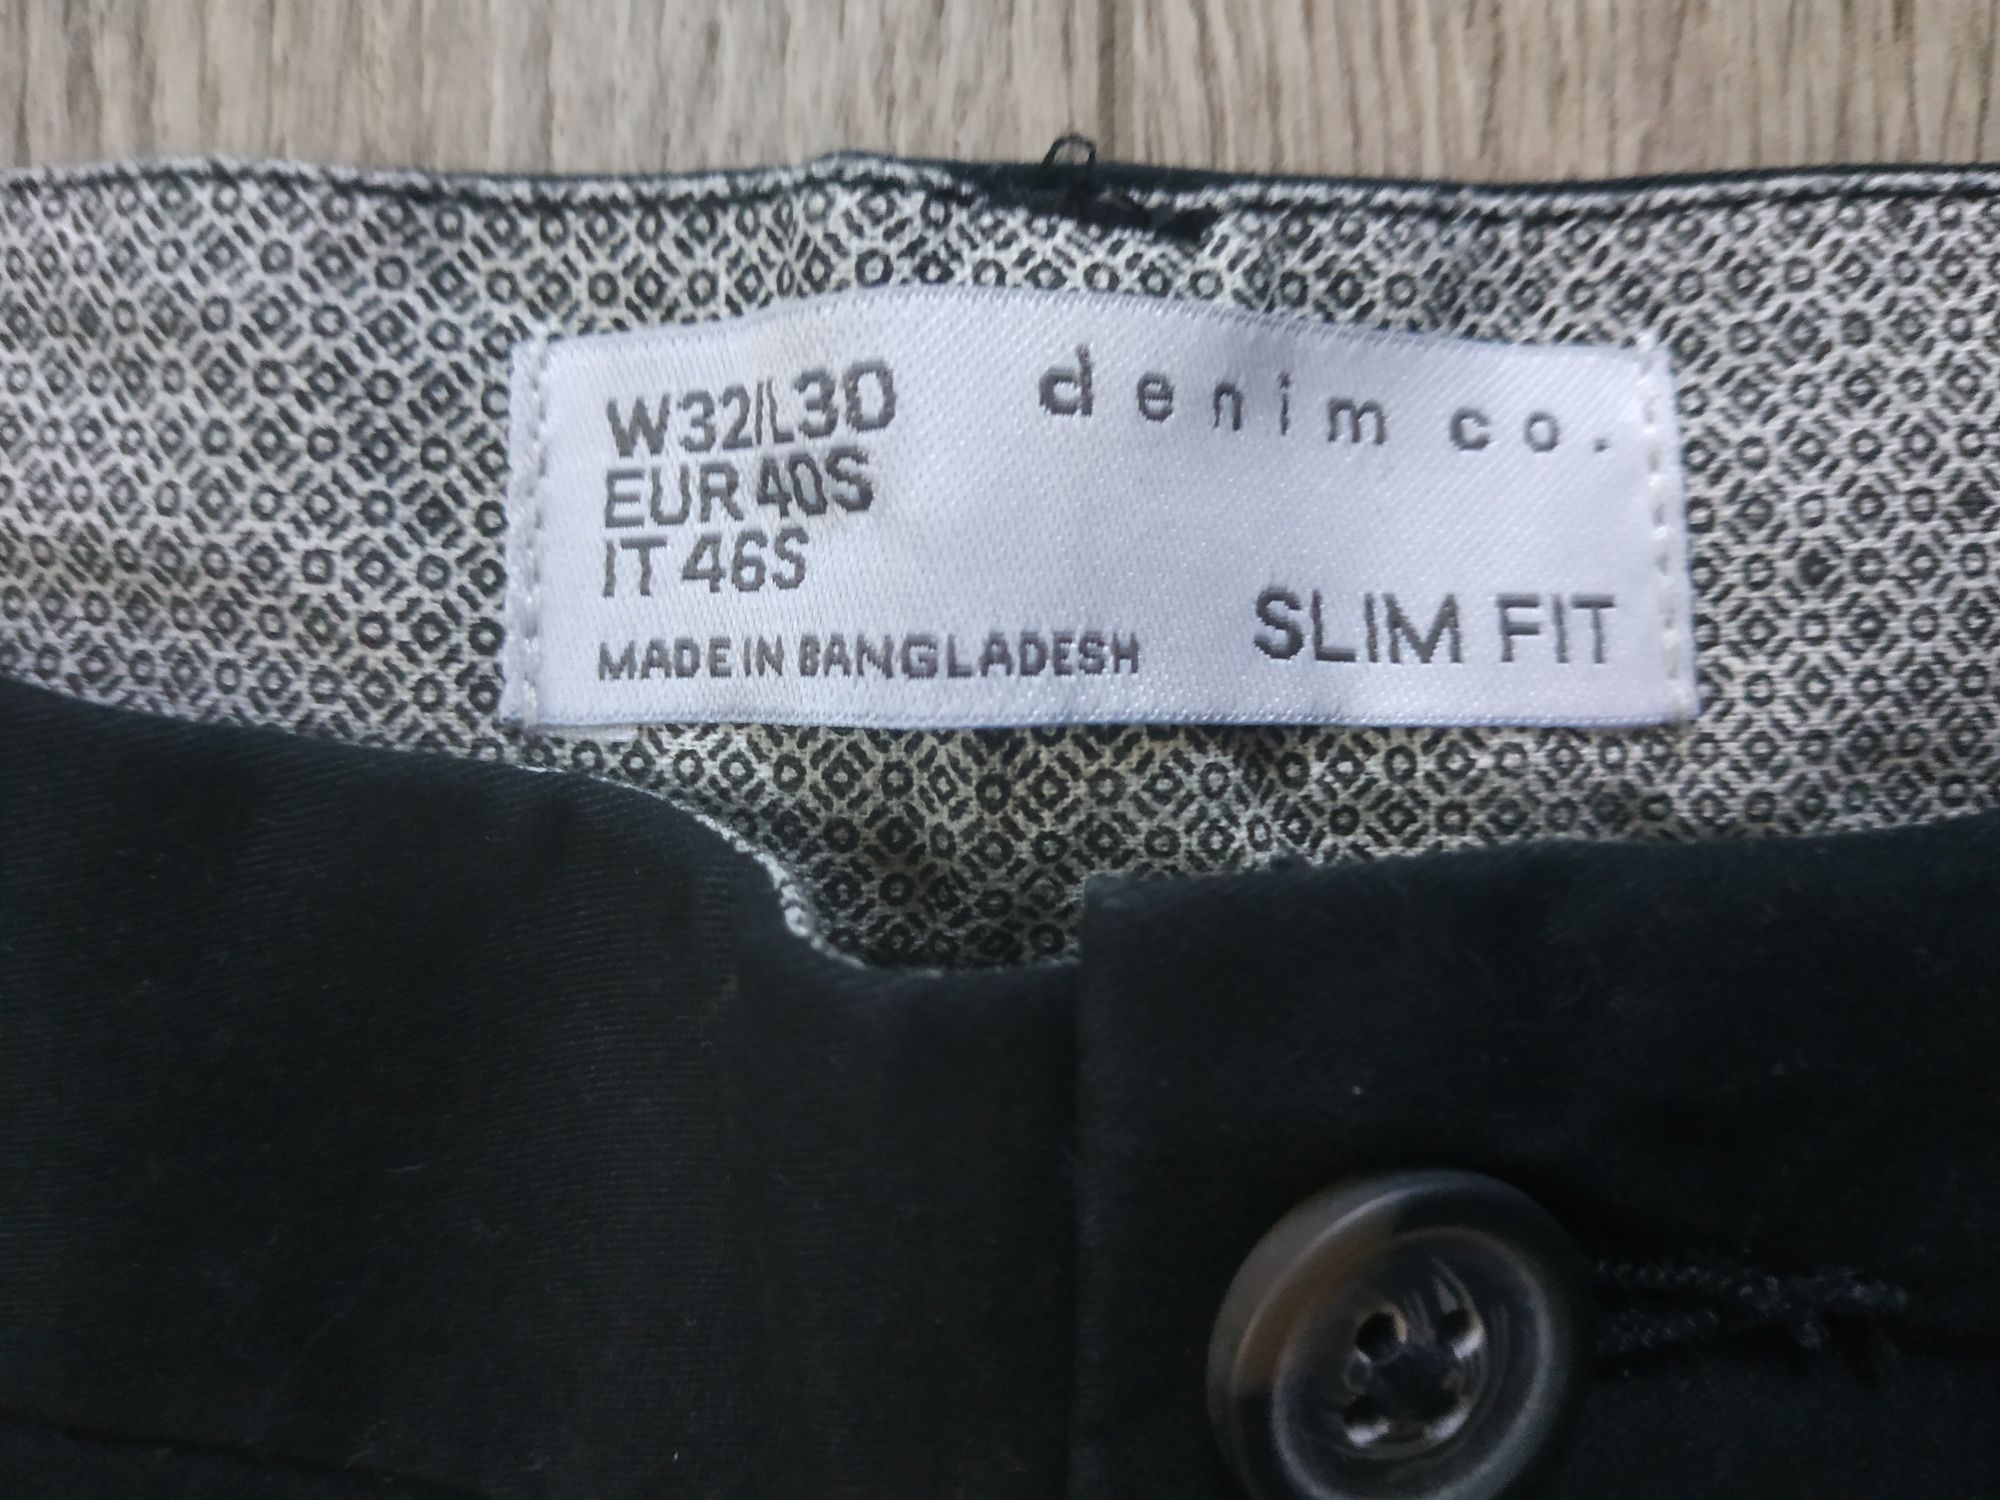 W32/L30
EUR 40S
IT 46S
MADE IN BANGLADESH
denim co.
SLIM FIT